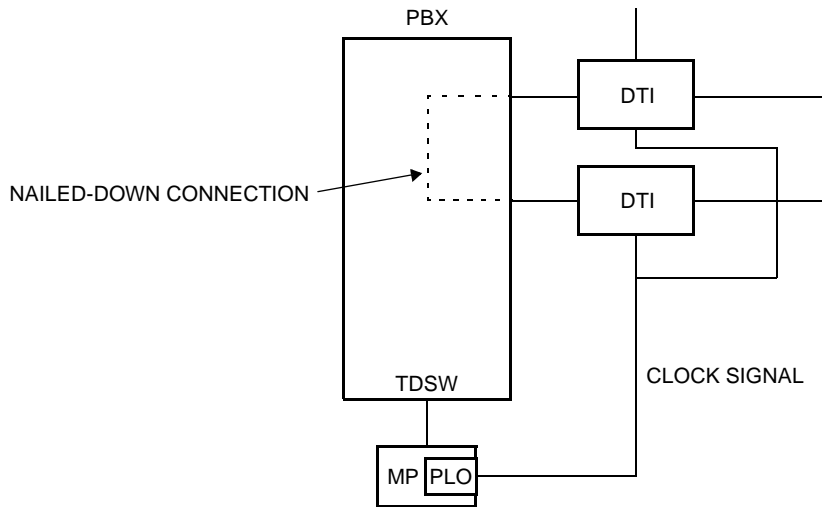 PBX
DTI
NAILED-DOWN CONNECTION
DTI
TDSW
CLOCK SIGNAL
MP PLO